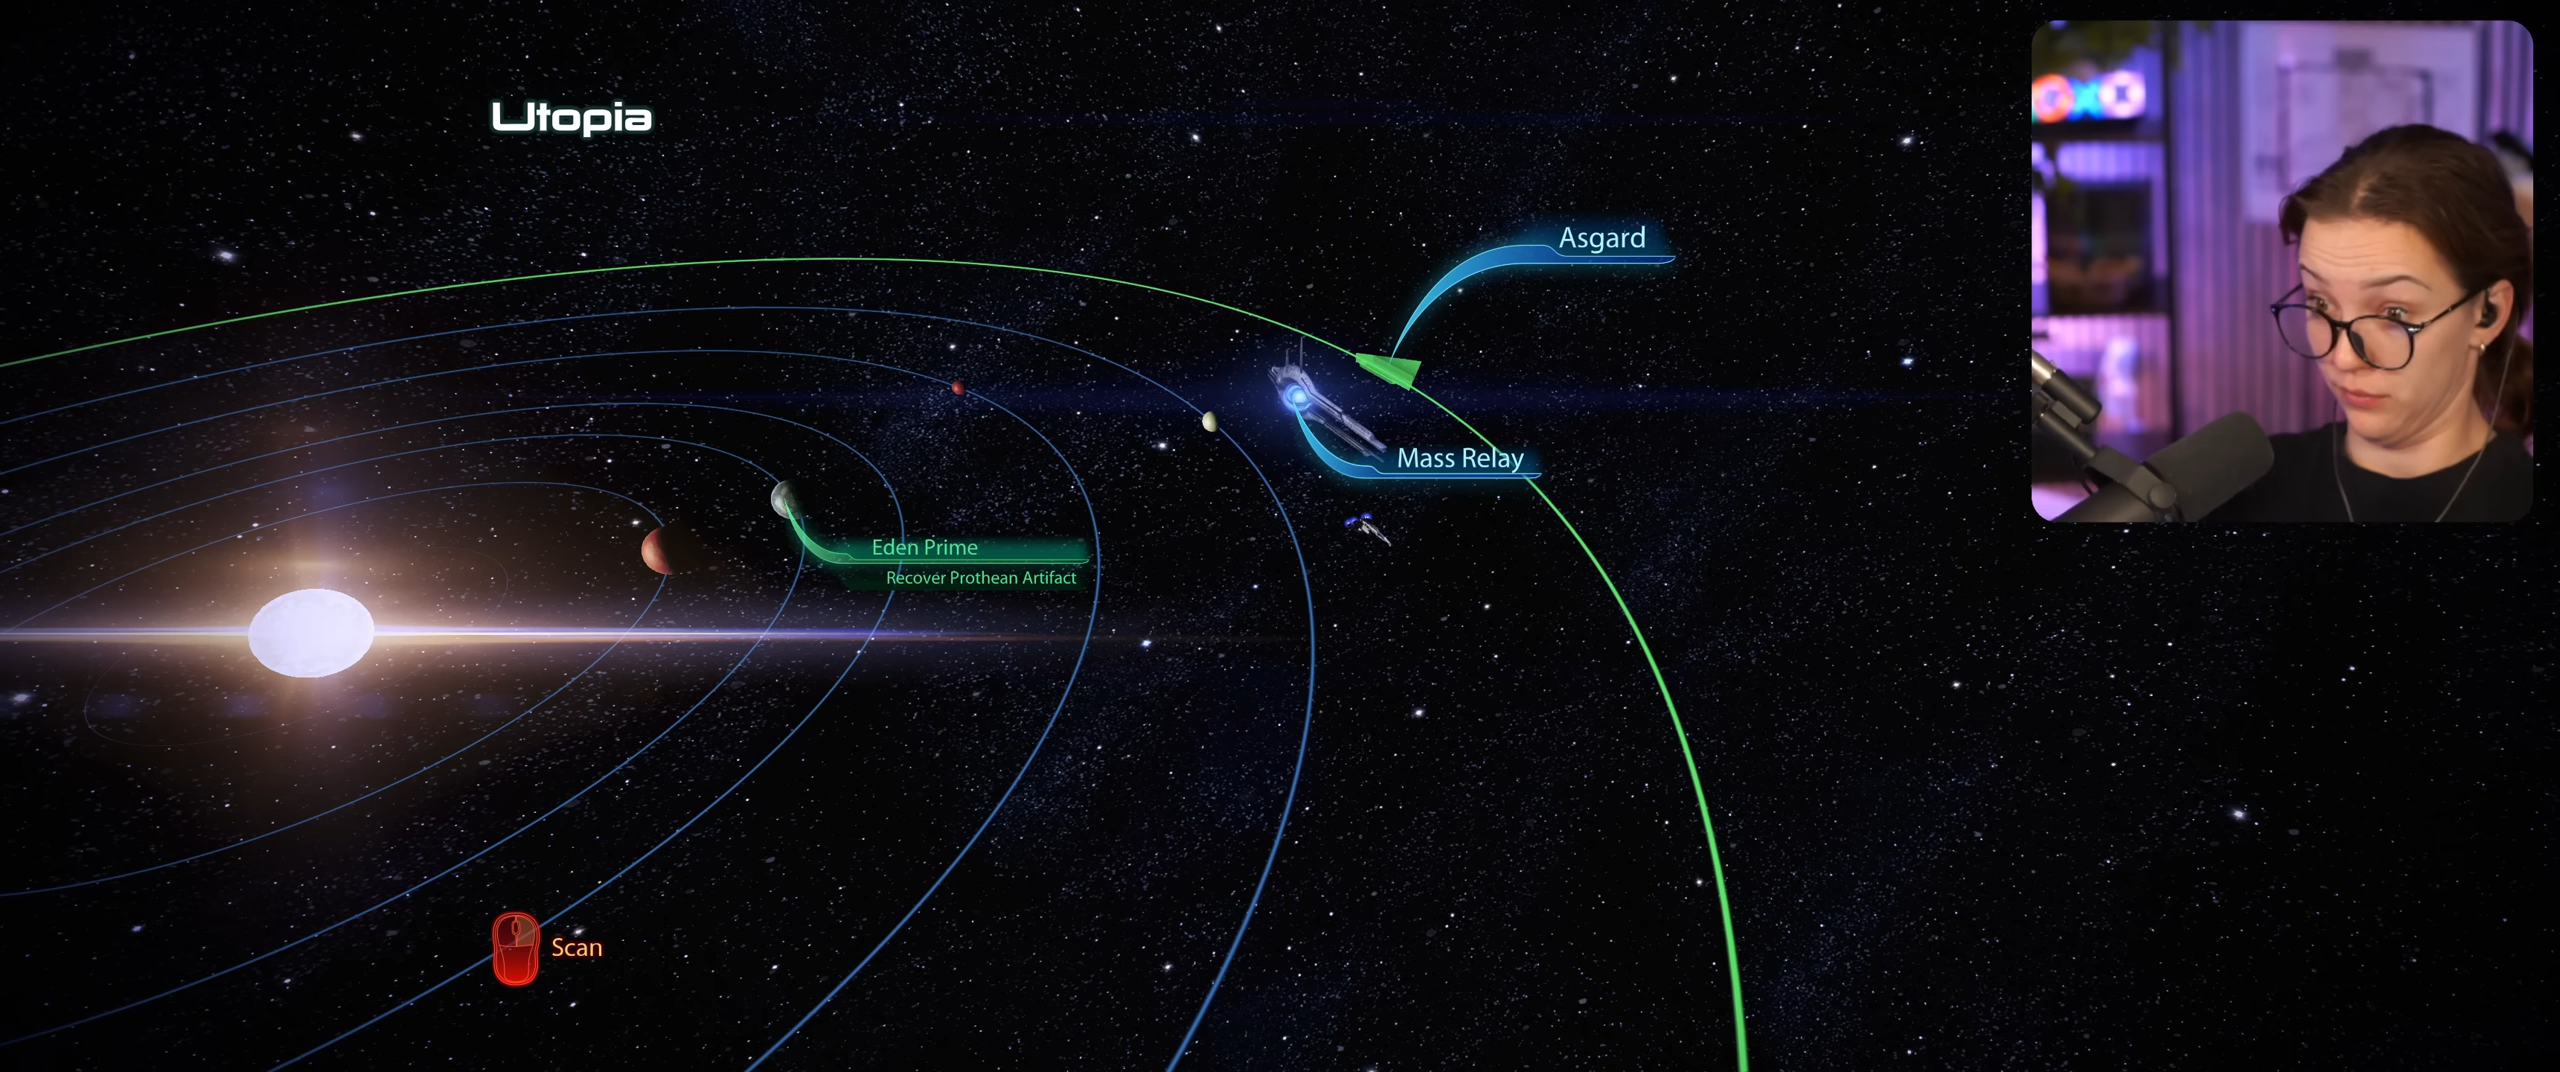 Utopia
Asgard
Mass Relay
Eden Prime
Recover Prothean Artifact
Scan